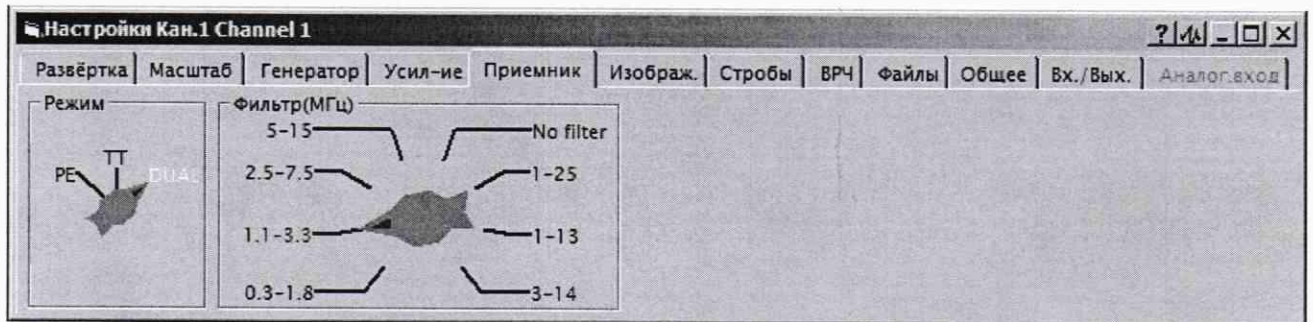 Настройки Кан.1 Channel 1
Развёртка Масштаб Генератор Усил-ие Приемник Изображ. Стробы ВРЧ Файлы Общее Вх./Вых. Аналог.вход
Режим
PE
TT
DUAL
Фильтр(МГц)
5-15
No filter
2.5-7.5
1-25
1.1-3.3
1-13
0.3-1.8
3-14